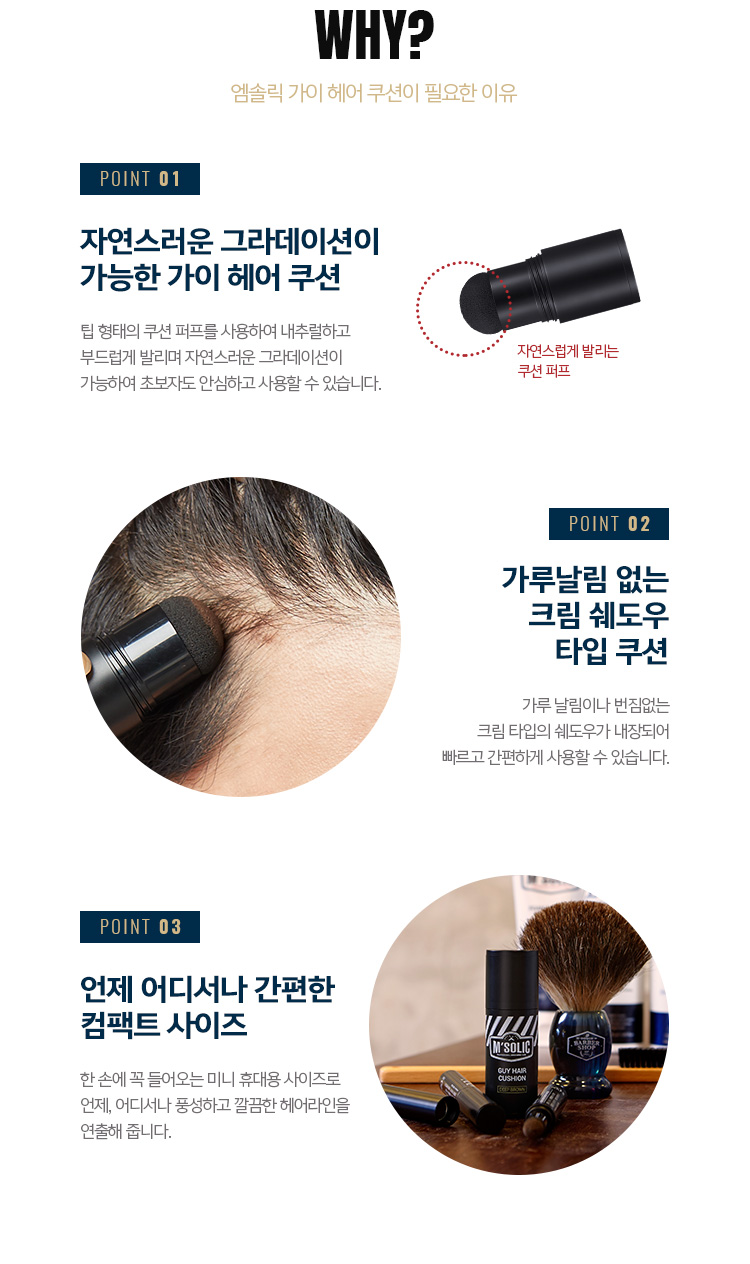 WHY?
엠솔릭 가이 헤어 쿠션이 필요한 이유
POINT 01
자연스러운 그라데이션이
가능한 가이 헤어 쿠션
팁 형태의 쿠션 퍼프를 사용하여 내추럴하고
부드럽게 발리며 자연스러운 그라데이션이
가능하여 초보자도 안심하고 사용할 수 있습니다.
자연스럽게 발리는
쿠션 퍼프
POINT 02
가루날림 없는
크림 쉐도우
타입 쿠션
가루 날림이나 번짐없는
크림 타입의 쉐도우가 내장되어
빠르고 간편하게 사용할 수 있습니다.
POINT 03
언제 어디서나 간편한
컴팩트 사이즈
한 손에 꼭 들어오는 미니 휴대용 사이즈로
언제, 어디서나 풍성하고 깔끔한 헤어라인을
연출해 줍니다.
M'SOLIC
GUY HAIR
CUSHION
BARBER
SHOP